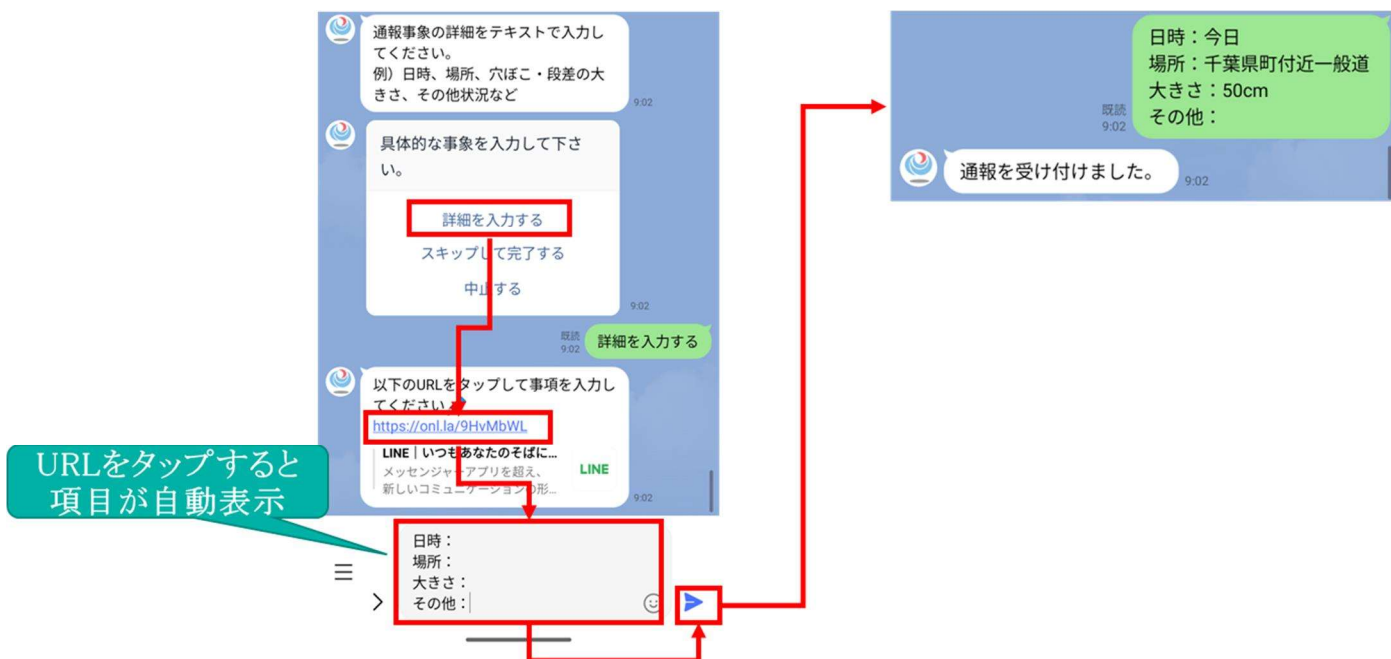 通報事象の詳細をテキストで入力し
てください。
例）日時、場所、穴ぼこ・段差の大
きさ、その他状況など
9:02
具体的な事象を入力して下さ
い。
詳細を入力する
スキップして完了する
中止する
9:02
既読
9:02
詳細を入力する
以下のURLをタップして事項を入力し
てください
https://onl.la/9HvMbWL
LINE｜いつもあなたのそばに...
メッセンジャーアプリを超え、
新しいコミュニケーションの形...
LINE
9:02
URLをタップすると
項目が自動表示
日時：
場所：
大きさ：
その他：
日時：今日
場所：千葉県町付近一般道
大きさ：50cm
その他：
既読
9:02
通報を受け付けました。
9:02